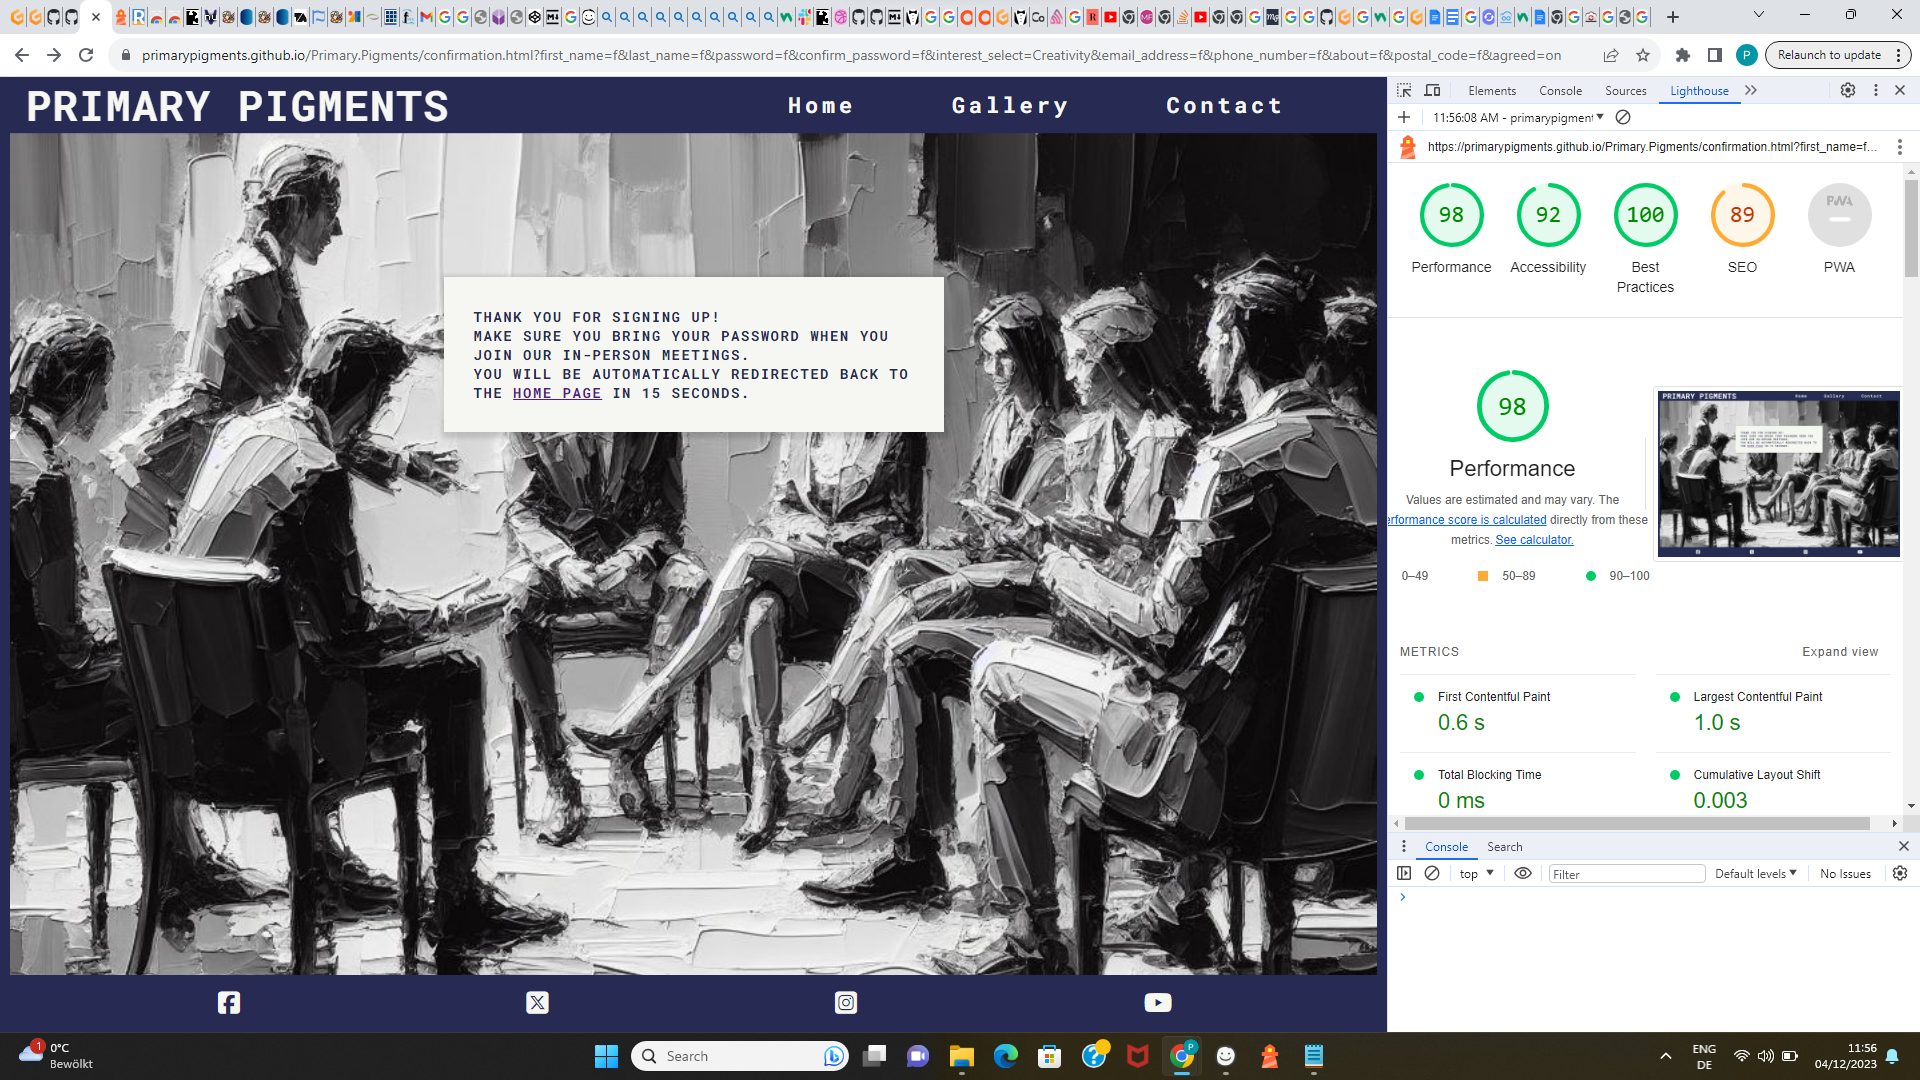 primarypigments.github.io/Primary.Pigments/confirmation.html?first_name=f&last_name=f&password=f&confirm_password=f&interest_select=Creativity&email_address=f&phone_number=f&about=f&postal_code=f&agreed=on
P
Relaunch to update
PRIMARY PIGMENTS
Home
Gallery
Contact
THANK YOU FOR SIGNING UP!
MAKE SURE YOU BRING YOUR PASSWORD WHEN YOU
JOIN OUR IN-PERSON MEETINGS.
YOU WILL BE AUTOMATICALLY REDIRECTED BACK TO
THE HOME PAGE IN 15 SECONDS.
Elements
Console
Sources
Lighthouse
11:56:08 AM - primarypigment
https://primarypigments.github.io/Primary.Pigments/confirmation.html?first_name=f...
98
92
100
89
PWA
Performance
Accessibility
Best
Practices
SEO
PWA
98
Performance
Values are estimated and may vary. The
erformance score is calculated directly from these
metrics. See calculator.
0–49
50–89
90–100
PRIMARY PIGMENTS
Home
Gallery
Contact
METRICS
Expand view
First Contentful Paint
0.6 s
Largest Contentful Paint
1.0 s
Total Blocking Time
0 ms
Cumulative Layout Shift
0.003
Console
Search
top
Filter
Default levels
No Issues
1
0°C
Bewölkt
Search
P
ENG
DE
11:56
04/12/2023